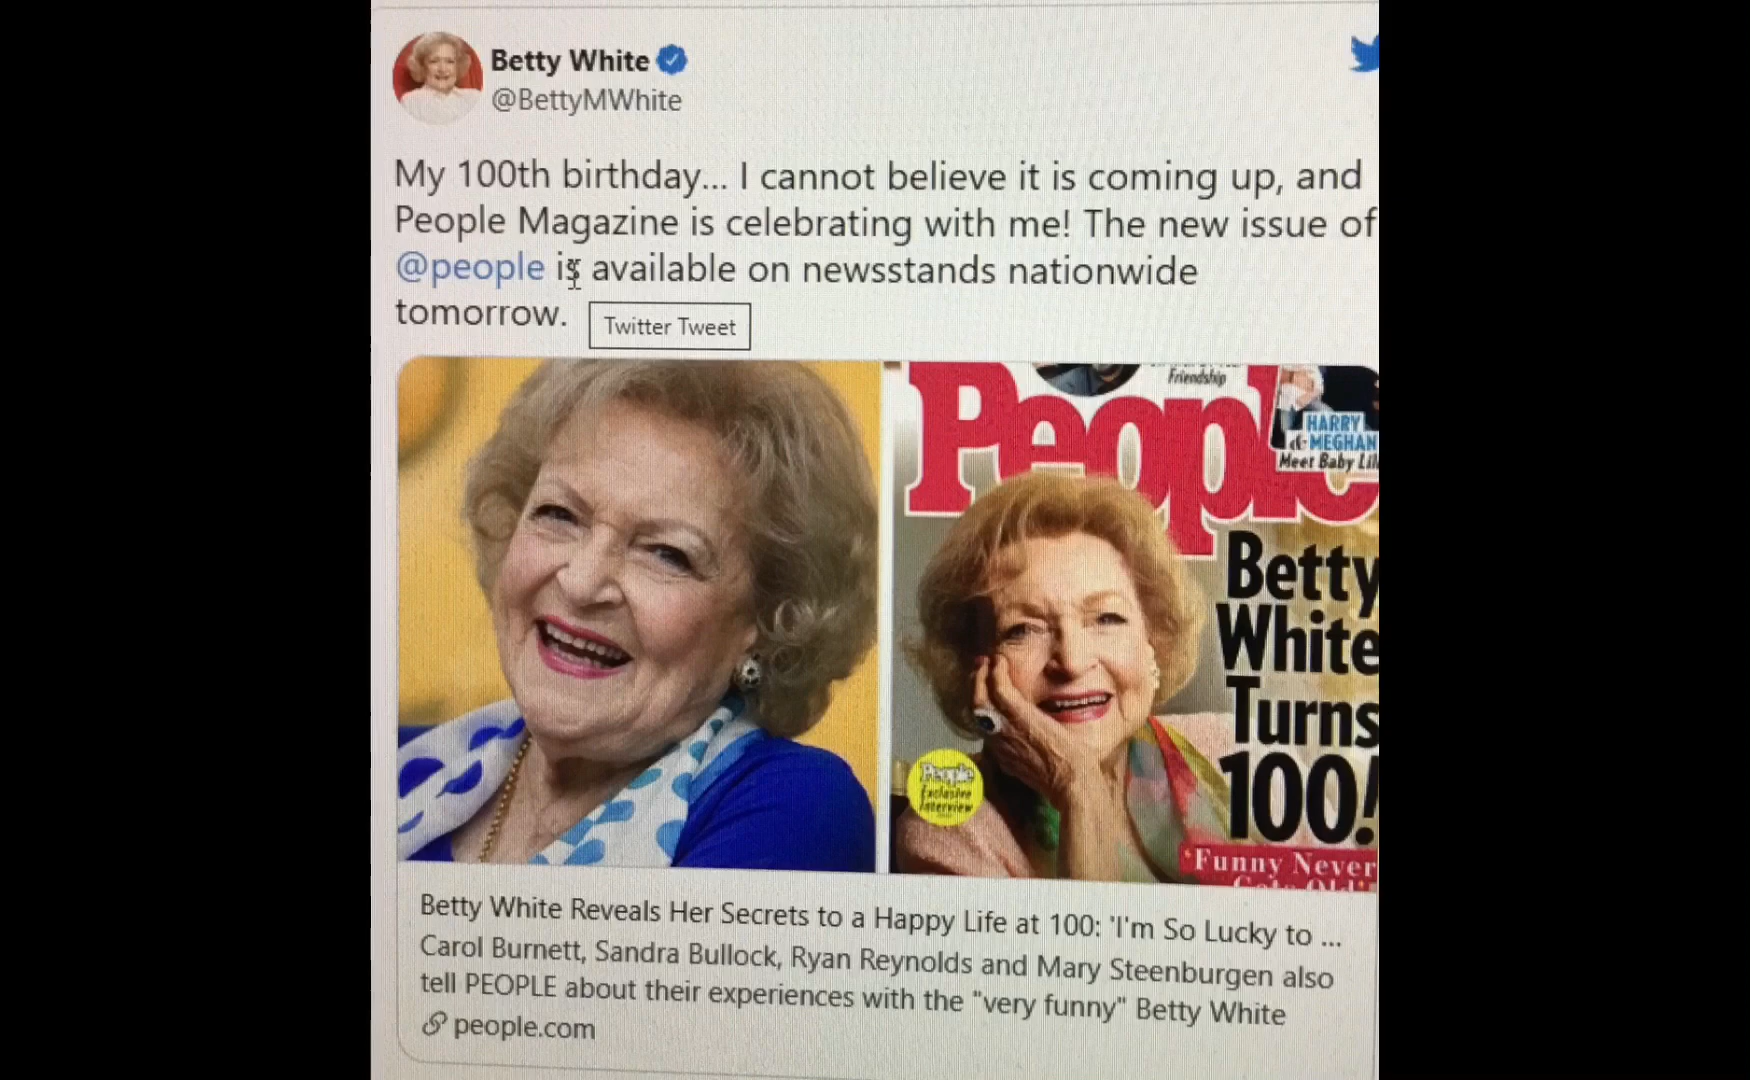 Betty White
@BettyMWhite
My 100th birthday... I cannot believe it is coming up, and
People Magazine is celebrating with me! The new issue of
@people is available on newsstands nationwide
tomorrow.
Twitter Tweet
People
Friendship
HARRY
& MEGHAN
Meet Baby
Betty
White
Turns
100!
People
Exclusive
Interview
'Funny Never
Gets Old'
Betty White Reveals Her Secrets to a Happy Life at 100: 'I'm So Lucky to ...
Carol Burnett, Sandra Bullock, Ryan Reynolds and Mary Steenburgen also
tell PEOPLE about their experiences with the "very funny" Betty White
people.com